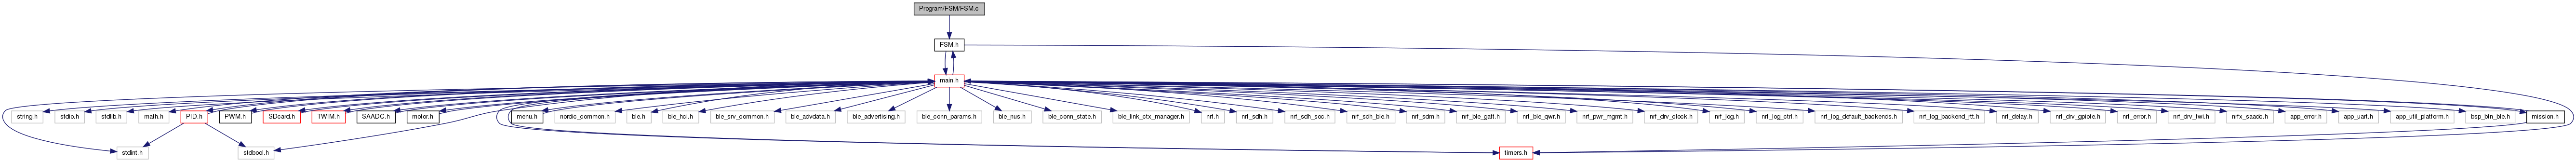 Program/FSM/FSM.c
FSM.h
main.h
string.h
stdio.h
stdlib.h
math.h
PID.h
PWM.h
SDcard.h
TWIM.h
SAADC.h
motor.h
menu.h
nordic_common.h
ble.h
ble_hci.h
ble_srv_common.h
ble_advdata.h
ble_advertising.h
ble_conn_params.h
ble_nus.h
ble_conn_state.h
ble_link_ctx_manager.h
nrf.h
nrf_sdh.h
nrf_sdh_soc.h
nrf_sdh_ble.h
nrf_sdm.h
nrf_ble_gatt.h
nrf_ble_qwr.h
nrf_pwr_mgmt.h
nrf_drv_clock.h
nrf_log.h
nrf_log_ctrl.h
nrf_log_default_backends.h
nrf_log_backend_rtt.h
nrf_delay.h
nrf_drv_gpiote.h
nrf_error.h
nrf_drv_twi.h
nrfx_saadc.h
app_error.h
app_uart.h
app_util_platform.h
bsp_btn_ble.h
mission.h
stdint.h
stdbool.h
timers.h